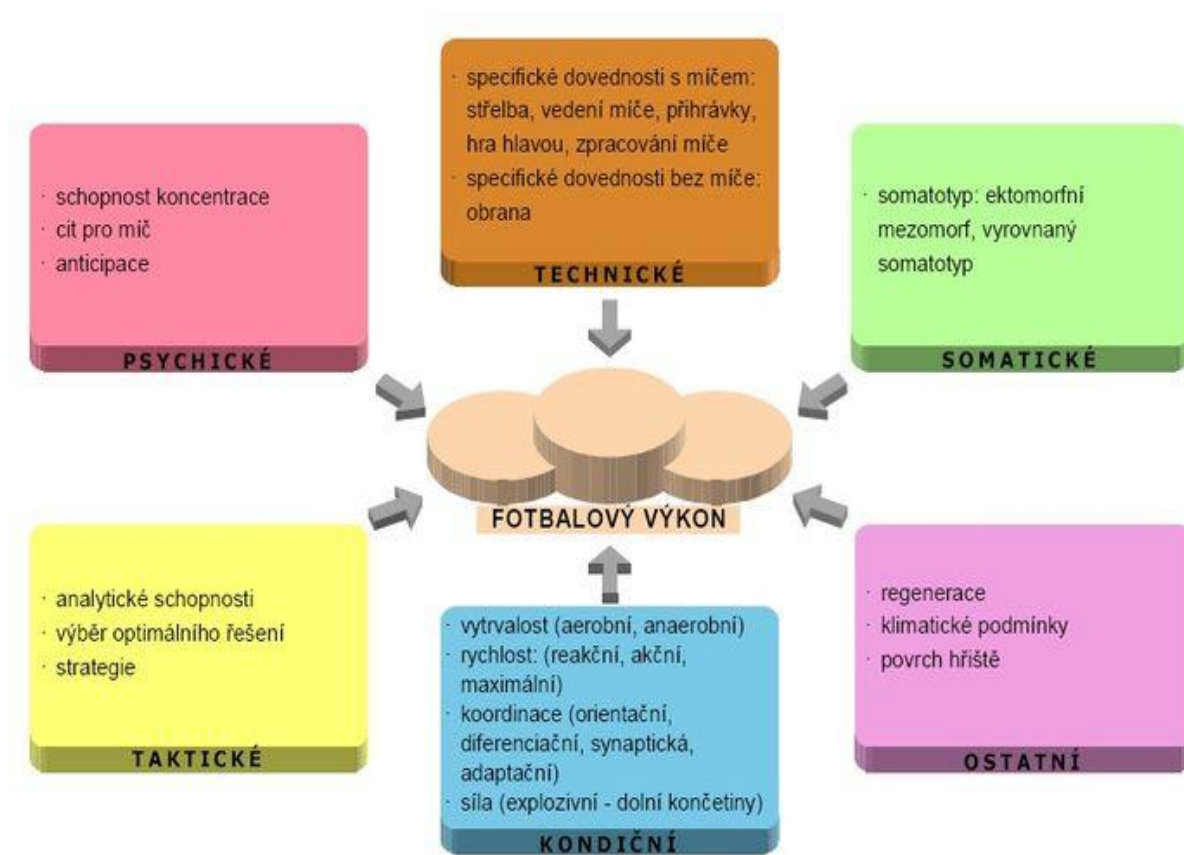 · specifické dovednosti s míčem:
střelba, vedení míče, přihrávky,
hra hlavou, zpracování míče
· specifické dovednosti bez míče:
obrana
TECHNICKÉ
· schopnost koncentrace
· cit pro míč
· anticipace
PSYCHICKÉ
· somatotyp: ektomorfní
mezomorf, vyrovnaný
somatotyp
SOMATICKÉ
FOTBALOVÝ VÝKON
· analytické schopnosti
· výběr optimálního řešení
· strategie
TAKTICKÉ
· vytrvalost (aerobní, anaerobní)
· rychlost: (reakční, akční,
maximální)
· koordinace (orientační,
diferenciační, synaptická,
adaptační)
· síla (explozivní - dolní končetiny)
KONDIČNÍ
· regenerace
· klimatické podmínky
· povrch hřiště
OSTATNÍ